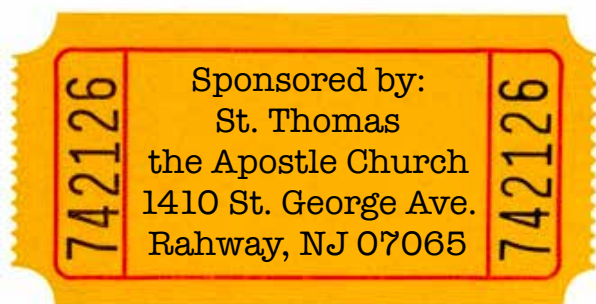 742126
Sponsored by:
St. Thomas
the Apostle Church
1410 St. George Ave.
Rahway, NJ 07065
742126